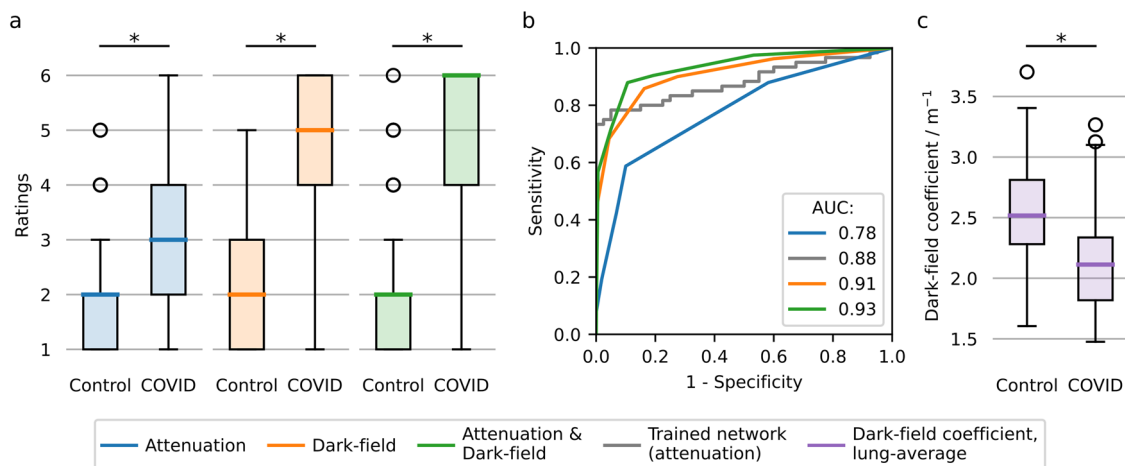 a
b
c
*
*
*
*
Ratings
6
5
4
3
2
1
Control COVID
Control COVID
Control COVID
Sensitivity
1.0
0.8
0.6
0.4
0.2
0.0
0.0 0.2 0.4 0.6 0.8 1.0
1 - Specificity
AUC:
0.78
0.88
0.91
0.93
Dark-field coefficient / m⁻¹
3.5
3.0
2.5
2.0
1.5
Control COVID
Attenuation
Dark-field
Attenuation &
Dark-field
Trained network
(attenuation)
Dark-field coefficient,
lung-average